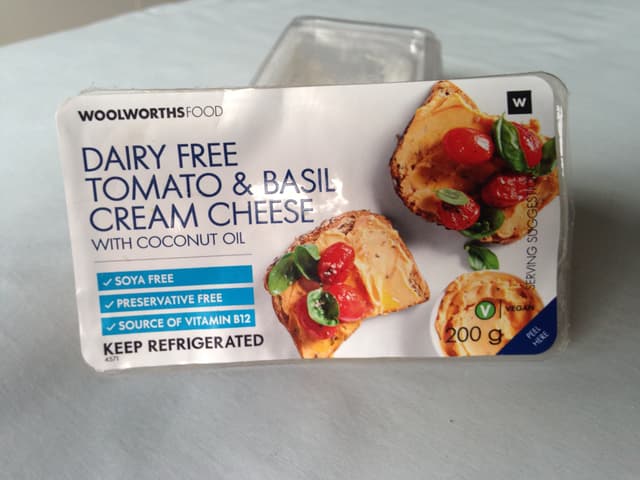 WOOLWORTHSFOOD
W
DAIRY FREE
TOMATO & BASIL
CREAM CHEESE
WITH COCONUT OIL
✓ SOYA FREE
✓ PRESERVATIVE FREE
✓ SOURCE OF VITAMIN B12
KEEP REFRIGERATED
4371
SERVING SUGGESTION
V VEGAN
200 g
PEEL
HERE